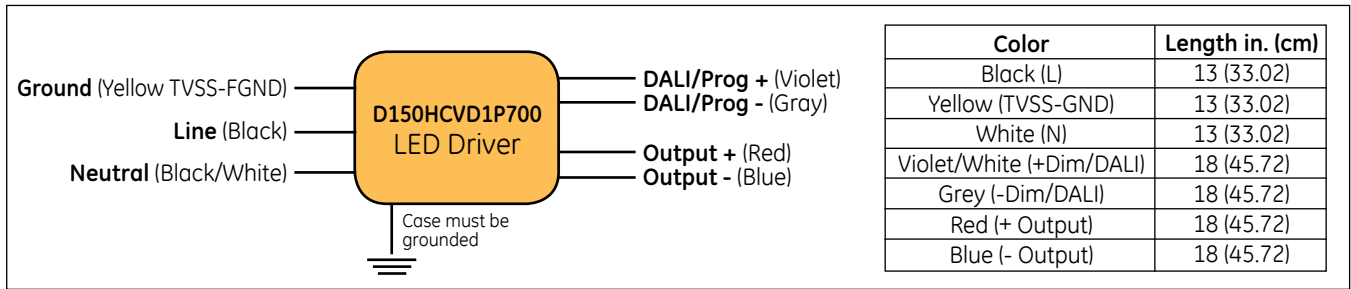 Ground (Yellow TVSS-FGND)
Line (Black)
Neutral (Black/White)
D150HCVD1P700
LED Driver
Case must be
grounded
DALI/Prog + (Violet)
DALI/Prog - (Gray)
Output + (Red)
Output - (Blue)
Color Length in. (cm)
Black (L) 13 (33.02)
Yellow (TVSS-GND) 13 (33.02)
White (N) 13 (33.02)
Violet/White (+Dim/DALI) 18 (45.72)
Grey (-Dim/DALI) 18 (45.72)
Red (+ Output) 18 (45.72)
Blue (- Output) 18 (45.72)